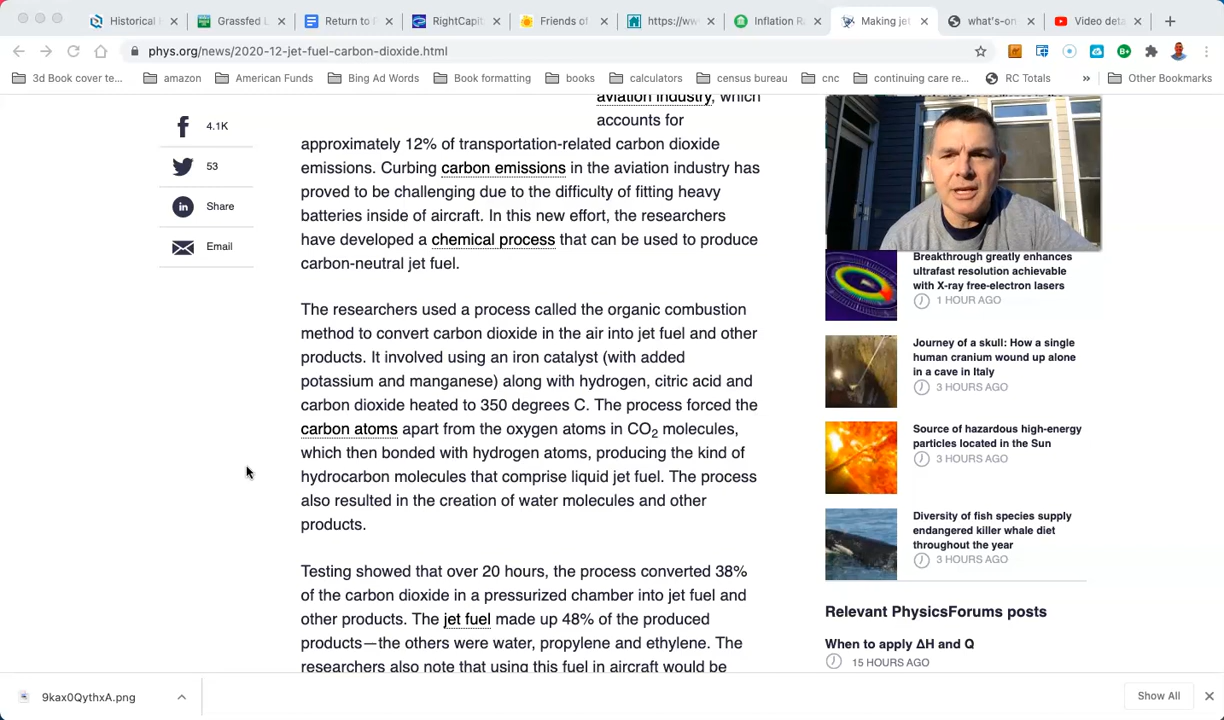 Historical
Grassfed
Return to
RightCapi
Friends of
https://ww
Inflation
Making jet
what's-on
Video deta
phys.org/news/2020-12-jet-fuel-carbon-dioxide.html
3d Book cover te...
amazon
American Funds
Bing Ad Words
Book formatting
books
calculators
census bureau
cnc
continuing care re...
RC Totals
»
Other Bookmarks
4.1K
53
Share
Email
aviation industry, which
accounts for
approximately 12% of transportation-related carbon dioxide
emissions. Curbing carbon emissions in the aviation industry has
proved to be challenging due to the difficulty of fitting heavy
batteries inside of aircraft. In this new effort, the researchers
have developed a chemical process that can be used to produce
carbon-neutral jet fuel.
The researchers used a process called the organic combustion
method to convert carbon dioxide in the air into jet fuel and other
products. It involved using an iron catalyst (with added
potassium and manganese) along with hydrogen, citric acid and
carbon dioxide heated to 350 degrees C. The process forced the
carbon atoms apart from the oxygen atoms in CO2 molecules,
which then bonded with hydrogen atoms, producing the kind of
hydrocarbon molecules that comprise liquid jet fuel. The process
also resulted in the creation of water molecules and other
products.
Testing showed that over 20 hours, the process converted 38%
of the carbon dioxide in a pressurized chamber into jet fuel and
other products. The jet fuel made up 48% of the produced
products—the others were water, propylene and ethylene. The
researchers also note that using this fuel in aircraft would be
Breakthrough greatly enhances
ultrafast resolution achievable
with X-ray free-electron lasers
1 HOUR AGO
Journey of a skull: How a single
human cranium wound up alone
in a cave in Italy
3 HOURS AGO
Source of hazardous high-energy
particles located in the Sun
3 HOURS AGO
Diversity of fish species supply
endangered killer whale diet
throughout the year
3 HOURS AGO
Relevant PhysicsForums posts
When to apply ΔH and Q
15 HOURS AGO
9kax0QythxA.png
Show All